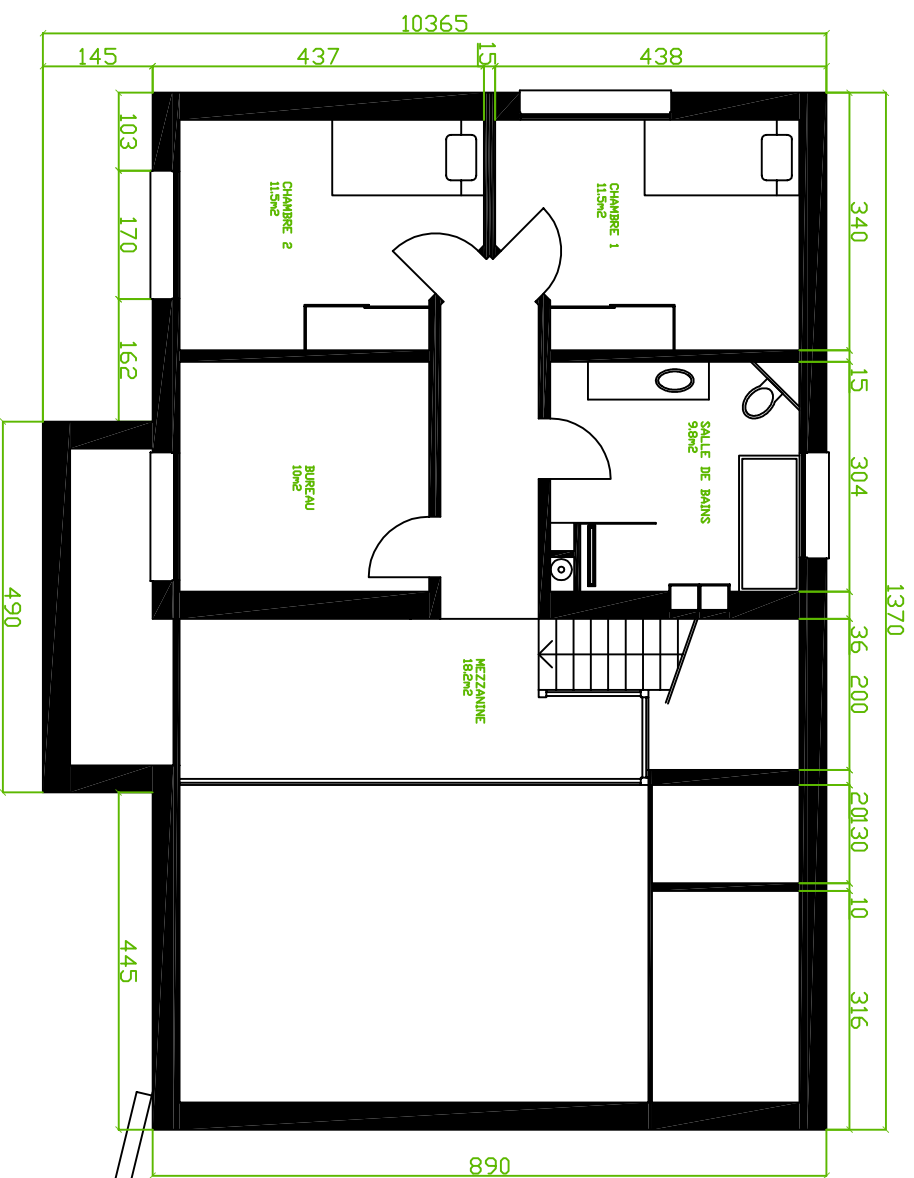 10365
145
437
15
438
103
170
162
340
15
304
490
1370
36
200
20
130
10
316
445
890
CHAMBRE 2
11.5m2
CHAMBRE 1
11.5m2
SALLE DE BAINS
9.8m2
BUREAU
10m2
MEZZANINE
18.2m2